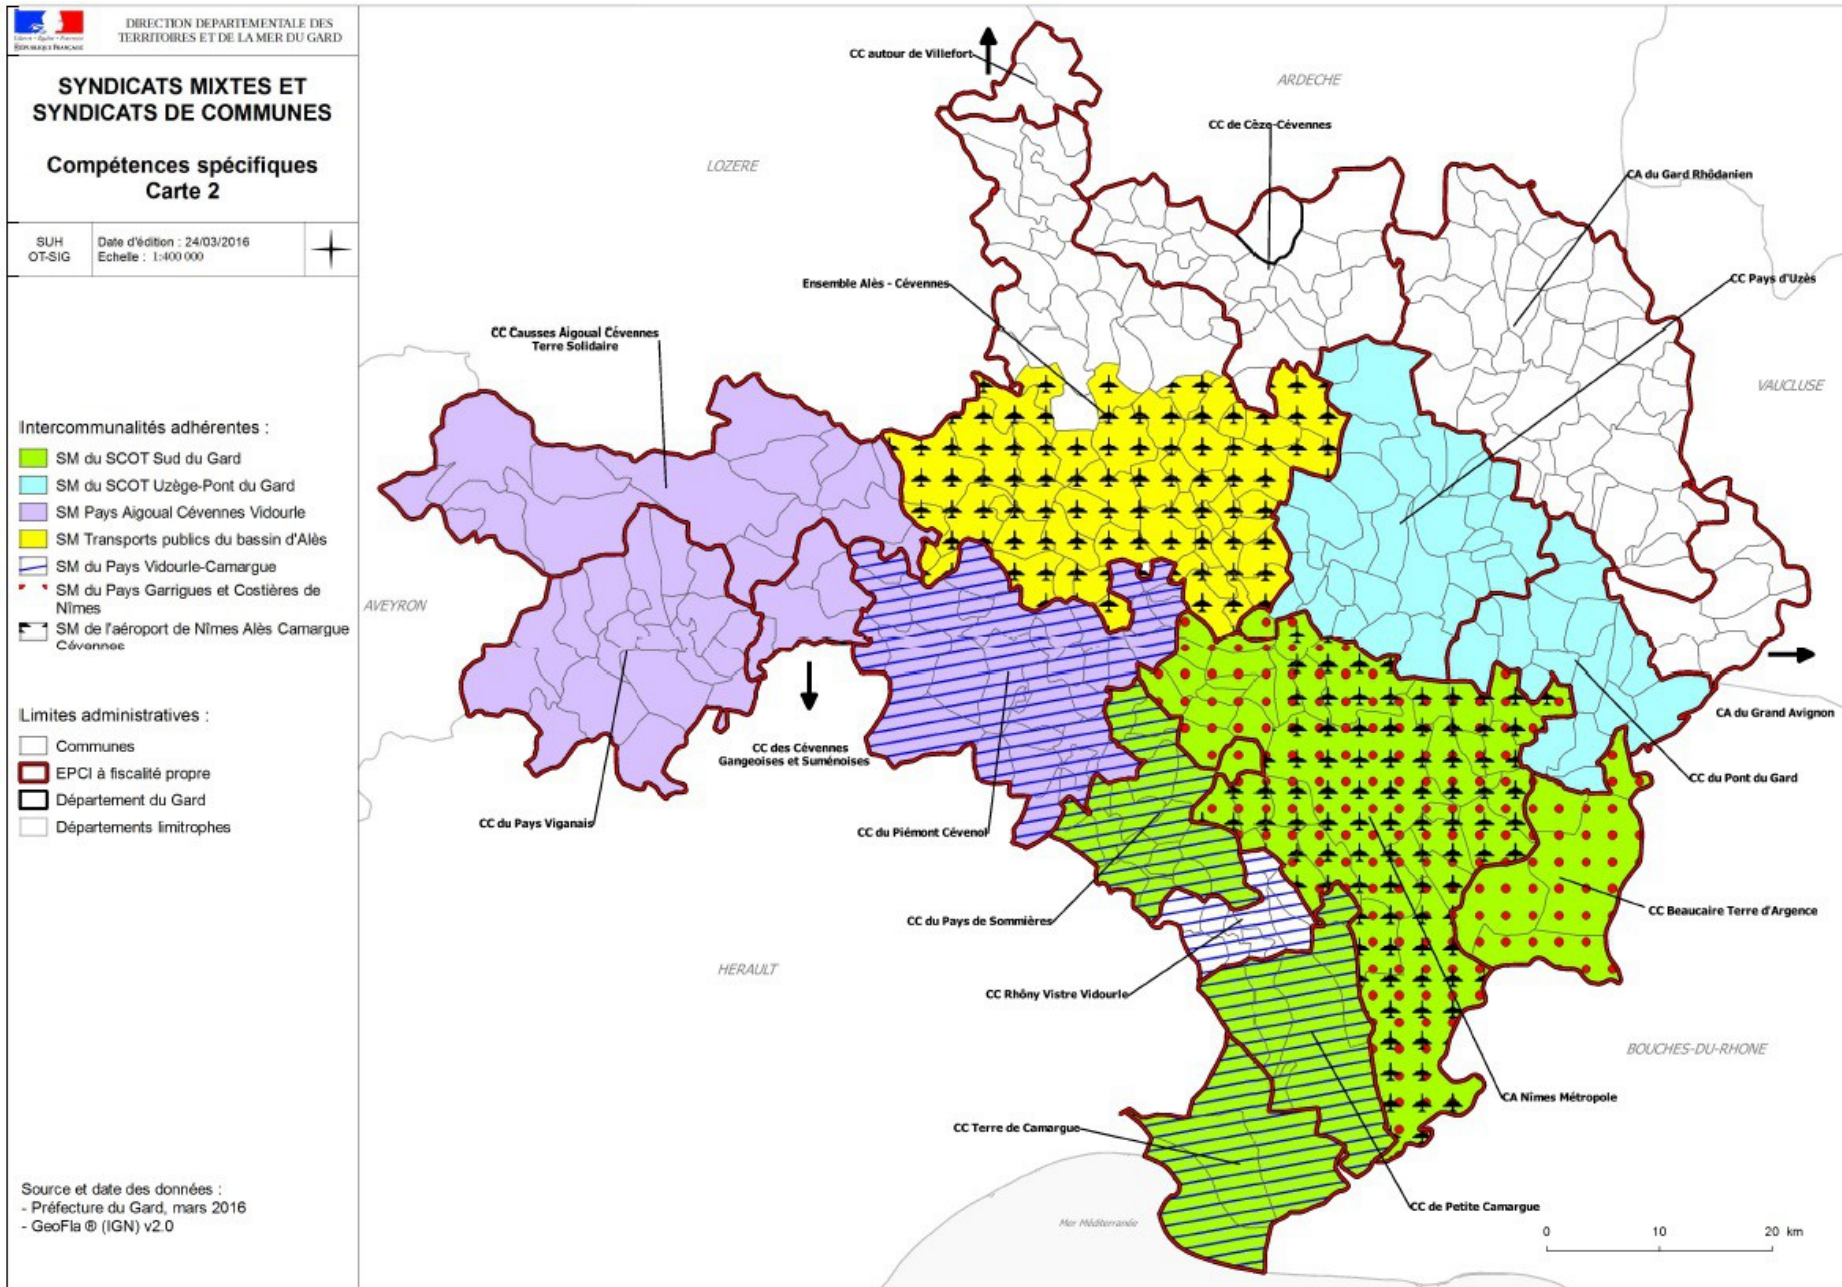 DIRECTION DEPARTEMENTALE DES
TERRITOIRES ET DE LA MER DU GARD
Liberté • Égalité • Fraternité
RÉPUBLIQUE FRANÇAISE
SYNDICATS MIXTES ET
SYNDICATS DE COMMUNES
Compétences spécifiques
Carte 2
SUH
OT-SIG
Date d'édition : 24/03/2016
Echelle : 1:400 000
Intercommunalités adhérentes :
SM du SCOT Sud du Gard
SM du SCOT Uzège-Pont du Gard
SM Pays Aigoual Cévennes Vidourle
SM Transports publics du bassin d'Alès
SM du Pays Vidourle-Camargue
SM du Pays Garrigues et Costières de
Nîmes
SM de l'aéroport de Nîmes Alès Camargue
Cévennes
Limites administratives :
Communes
EPCI à fiscalité propre
Département du Gard
Départements limitrophes
Source et date des données :
- Préfecture du Gard, mars 2016
- GeoFla ® (IGN) v2.0
CC autour de Villefort
ARDECHE
CC de Cèze-Cévennes
LOZERE
CA du Gard Rhôdanien
Ensemble Alès - Cévennes
CC Pays d'Uzès
CC Causses Aigoual Cévennes
Terre Solidaire
VAUCLUSE
AVEYRON
CA du Grand Avignon
CC des Cévennes
Gangeoises et Suménoises
CC du Pont du Gard
CC du Pays Viganais
CC du Piémont Cévenol
CC du Pays de Sommières
CC Beaucaire Terre d'Argence
HERAULT
CC Rhôny Vistre Vidourle
BOUCHES-DU-RHONE
CA Nîmes Métropole
CC Terre de Camargue
CC de Petite Camargue
Mer Méditerranée
0 10 20 km